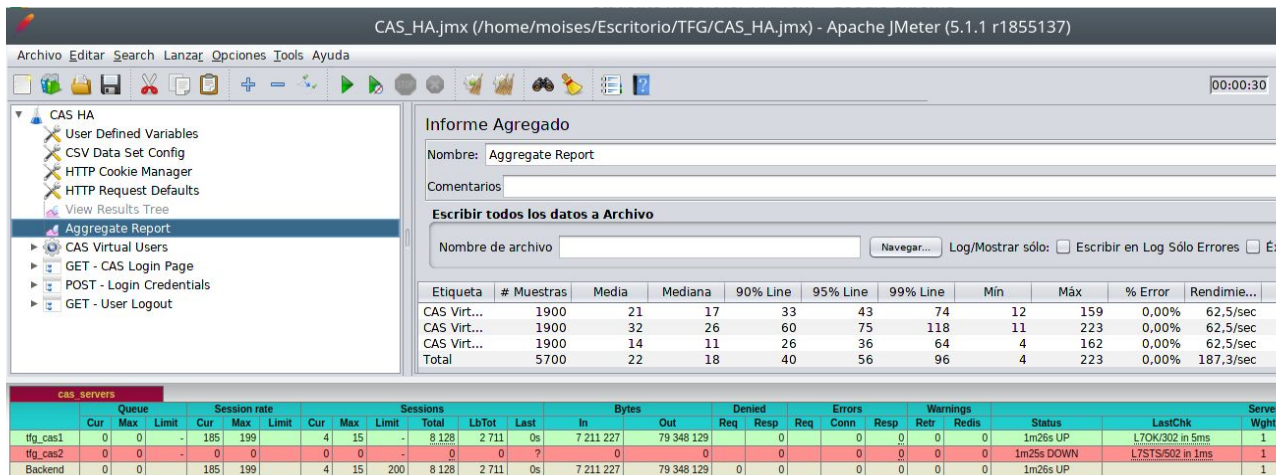 CAS_HA.jmx (/home/moises/Escritorio/TFG/CAS_HA.jmx) - Apache JMeter (5.1.1 r1855137)
Archivo Editar Search Lanzar Opciones Tools Ayuda
00:00:30
CAS HA
User Defined Variables
CSV Data Set Config
HTTP Cookie Manager
HTTP Request Defaults
View Results Tree
Aggregate Report
CAS Virtual Users
GET - CAS Login Page
POST - Login Credentials
GET - User Logout
Informe Agregado
Nombre: Aggregate Report
Comentarios
Escribir todos los datos a Archivo
Nombre de archivo Navegar... Log/Mostrar sólo: Escribir en Log Sólo Errores
Etiqueta # Muestras Media Mediana 90% Line 95% Line 99% Line Mín Máx % Error Rendimie...
CAS Virt... 1900 21 17 33 43 74 12 159 0,00% 62,5/sec
CAS Virt... 1900 32 26 60 75 118 11 223 0,00% 62,5/sec
CAS Virt... 1900 14 11 26 36 64 4 162 0,00% 62,5/sec
Total 5700 22 18 40 56 96 4 223 0,00% 187,3/sec
cas_servers
Queue Session rate Sessions Bytes Denied Errors Warnings Serve
Cur Max Limit Cur Max Limit Cur Max Limit Total LbTot Last In Out Req Resp Req Conn Resp Retr Redis Status LastChk Wght
tfg_cas1 0 0 - 185 199 4 15 - 8 128 2 711 0s 7 211 227 79 348 129 0 0 0 0 0 1m26s UP L7OK/302 in 5ms 1
tfg_cas2 0 0 - 0 0 0 0 - 0 0 ? 0 0 0 0 0 0 0 1m25s DOWN L7STS/502 in 1ms 1
Backend 0 0 185 199 4 15 200 8 128 2 711 0s 7 211 227 79 348 129 0 0 0 0 0 0 1m26s UP 1